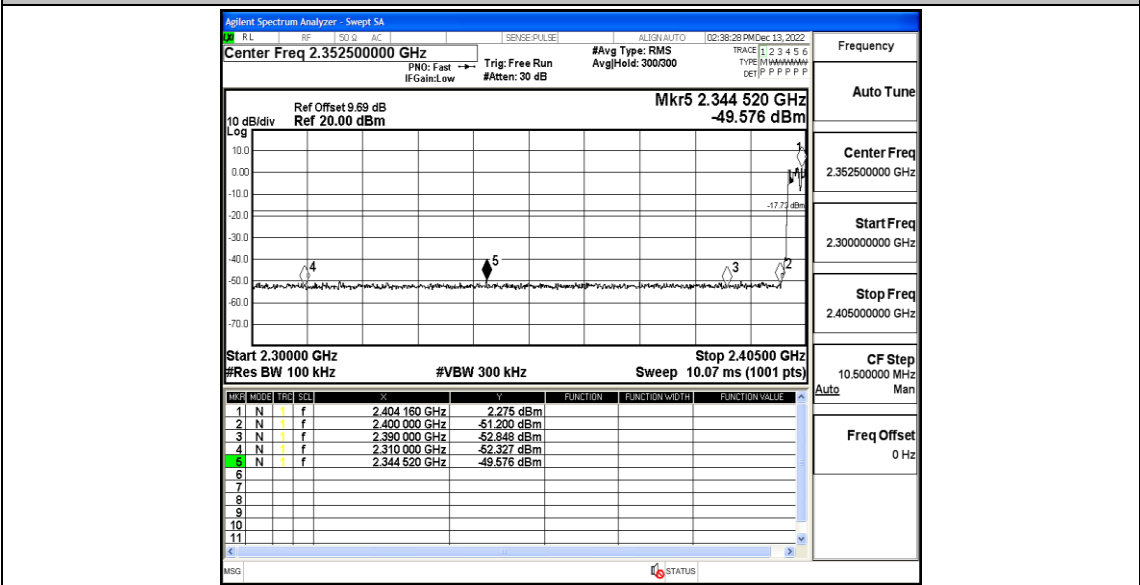 Agilent Spectrum Analyzer - Swept SA
LXI RL RF 50 Ω AC SENSE:PULSE ALIGNAUTO 02:38:28 PM Dec 13, 2022
Center Freq 2.352500000 GHz
PNO: Fast
IFGain:Low
Trig: Free Run
#Atten: 30 dB
#Avg Type: RMS
Avg|Hold: 300/300
TRACE 1 2 3 4 5 6
TYPE M WWWWW
DET P P P P P P
Frequency
Auto Tune
Center Freq
2.352500000 GHz
Start Freq
2.300000000 GHz
Stop Freq
2.405000000 GHz
CF Step
10.500000 MHz
Auto Man
Freq Offset
0 Hz
Mkr5 2.344 520 GHz
-49.576 dBm
Ref Offset 9.69 dB
10 dB/div Ref 20.00 dBm
Log
10.0
0.00
-10.0
-20.0
-30.0
-40.0
-50.0
-60.0
-70.0
1
-17.73 dBm
4
5
3
2
Start 2.30000 GHz Stop 2.40500 GHz
#Res BW 100 kHz #VBW 300 kHz Sweep 10.07 ms (1001 pts)
MKR MODE TRC SCL X Y FUNCTION FUNCTION WIDTH FUNCTION VALUE
1 N 1 f 2.404 160 GHz 2.275 dBm
2 N 1 f 2.400 000 GHz -51.200 dBm
3 N 1 f 2.390 000 GHz -52.848 dBm
4 N 1 f 2.310 000 GHz -52.327 dBm
5 N 1 f 2.344 520 GHz -49.576 dBm
6
7
8
9
10
11
MSG STATUS